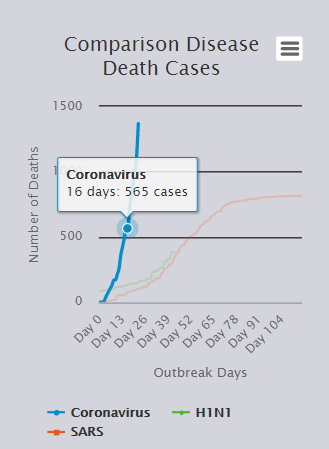 Comparison Disease
Death Cases
1500
Coronavirus
16 days: 565 cases
500
0
Number of Deaths
Day 0
Day 13
Day 26
Day 39
Day 52
Day 65
Day 78
Day 91
Day 104
Outbreak Days
Coronavirus
H1N1
SARS